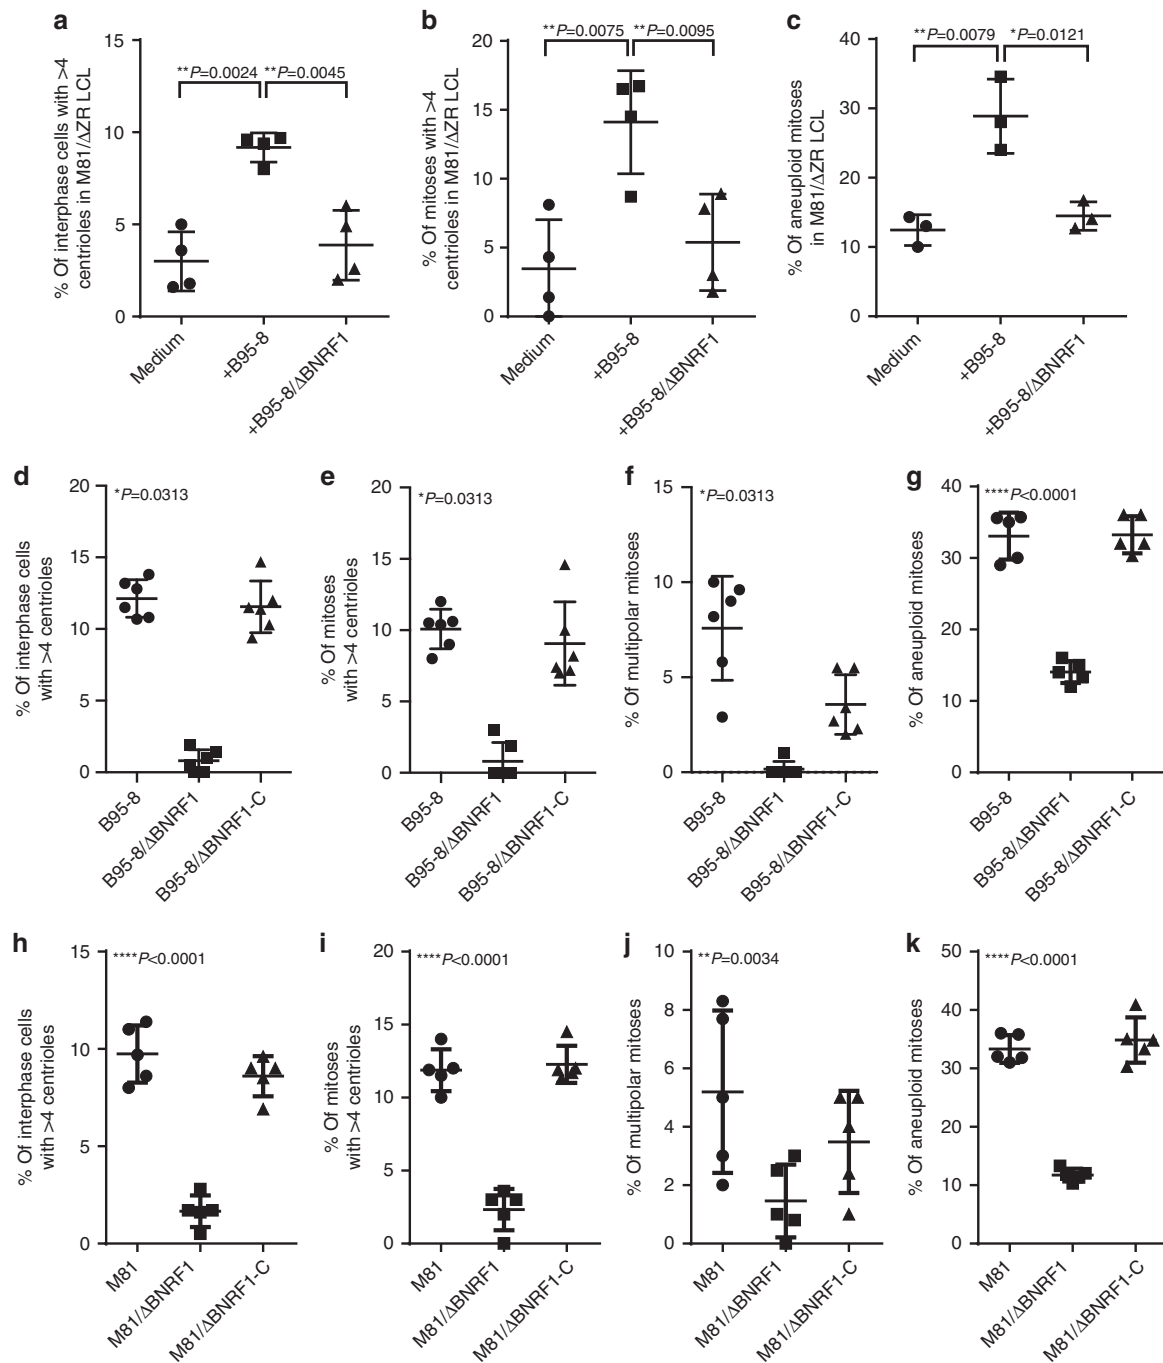 a
b
c
% Of interphase cells with >4
centrioles in M81/ΔZR LCL
15
10
5
0
**P=0.0024
**P=0.0045
Medium
+B95-8
+B95-8/ΔBNRF1
% Of mitoses with >4
centrioles in M81/ΔZR LCL
20
15
10
5
0
**P=0.0075
**P=0.0095
Medium
+B95-8
+B95-8/ΔBNRF1
% Of aneuploid mitoses
in M81/ΔZR LCL
40
30
20
10
0
**P=0.0079
*P=0.0121
Medium
+B95-8
+B95-8/ΔBNRF1
d
e
f
g
% Of interphase cells
with >4 centrioles
20
15
10
5
0
*P=0.0313
B95-8
B95-8/ΔBNRF1
B95-8/ΔBNRF1-C
% Of mitoses
with >4 centrioles
20
15
10
5
0
*P=0.0313
B95-8
B95-8/ΔBNRF1
B95-8/ΔBNRF1-C
% Of multipolar mitoses
15
10
5
0
*P=0.0313
B95-8
B95-8/ΔBNRF1
B95-8/ΔBNRF1-C
% Of aneuploid mitoses
40
30
20
10
0
****P<0.0001
B95-8
B95-8/ΔBNRF1
B95-8/ΔBNRF1-C
h
i
j
k
% Of interphase cells
with >4 centrioles
15
10
5
0
****P<0.0001
M81
M81/ΔBNRF1
M81/ΔBNRF1-C
% Of mitoses
with >4 centrioles
20
15
10
5
0
****P<0.0001
M81
M81/ΔBNRF1
M81/ΔBNRF1-C
% Of multipolar mitoses
10
8
6
4
2
0
**P=0.0034
M81
M81/ΔBNRF1
M81/ΔBNRF1-C
% Of aneuploid mitoses
50
40
30
20
10
0
****P<0.0001
M81
M81/ΔBNRF1
M81/ΔBNRF1-C